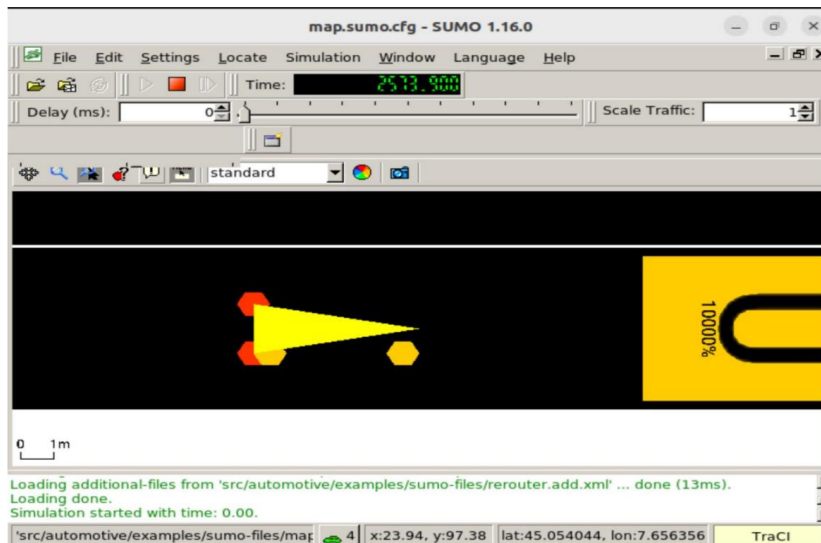 map.sumo.cfg - SUMO 1.16.0
File Edit Settings Locate Simulation Window Language Help
Time: 2573.900
Delay (ms): 0 Scale Traffic: 1
standard
10000%
0 1m
Loading additional-files from 'src/automotive/examples/sumo-files/rerouter.add.xml' ... done (13ms).
Loading done.
Simulation started with time: 0.00.
'src/automotive/examples/sumo-files/map 4 x:23.94, y:97.38 lat:45.054044, lon:7.656356 TraCI